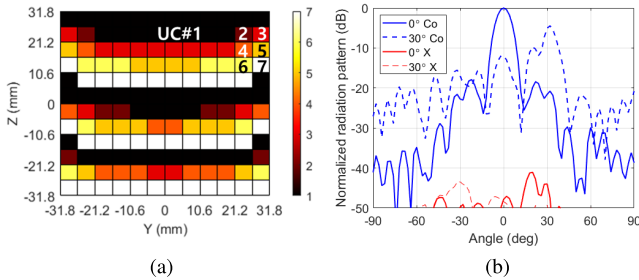 (a)
31.8
21.2
10.6
0
-10.6
-21.2
-31.8
Z (mm)
UC#1
2 3
4 5
6 7
-31.8 -21.2 -10.6 0 10.6 21.2 31.8
Y (mm)
7
6
5
4
3
2
1
(b)
Normalized radiation pattern (dB)
0
-10
-20
-30
-40
-50
0° Co
30° Co
0° X
30° X
-90 -60 -30 0 30 60 90
Angle (deg)
(a)
(b)